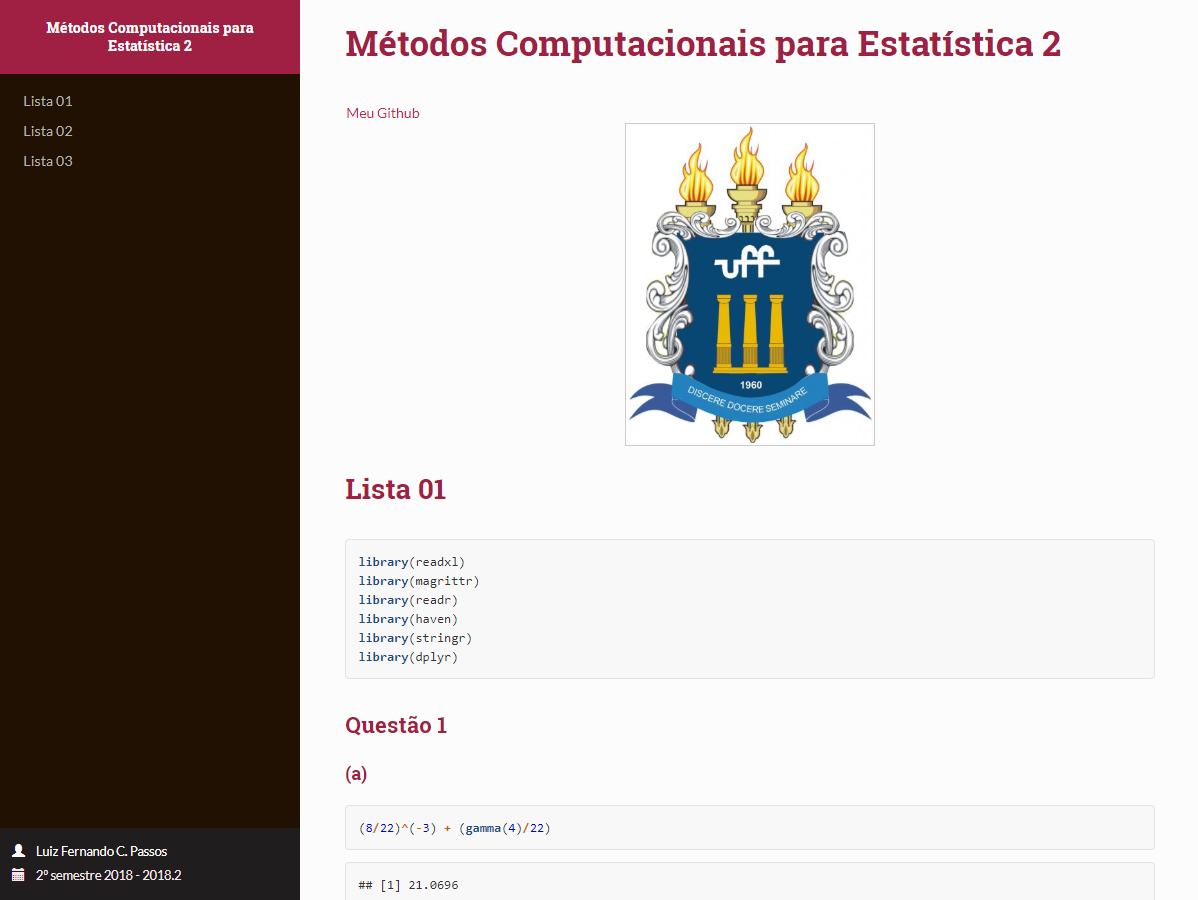 Métodos Computacionais para
Estatística 2
Lista 01
Lista 02
Lista 03
Luiz Fernando C. Passos
2º semestre 2018 - 2018.2
Métodos Computacionais para Estatística 2
Meu Github
uff
1960
DISCERE DOCERE SEMINARE
Lista 01
library(readxl)
library(magrittr)
library(readr)
library(haven)
library(stringr)
library(dplyr)
Questão 1
(a)
(8/22)^(-3) + (gamma(4)/22)
## [1] 21.0696